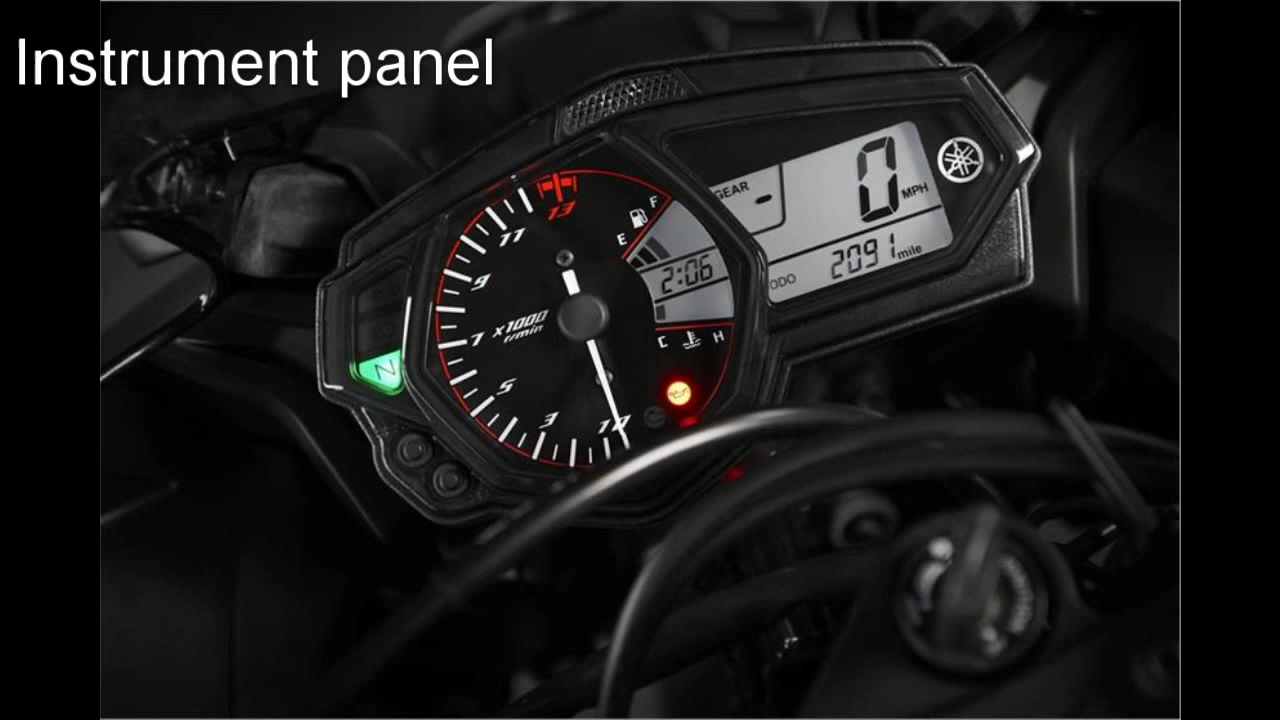 Instrument panel
GEAR -
0 MPH
ODO 2091 mile
F
E
2:06
C H
13
11
9
7
5
3
1 0
x1000
r/min
N